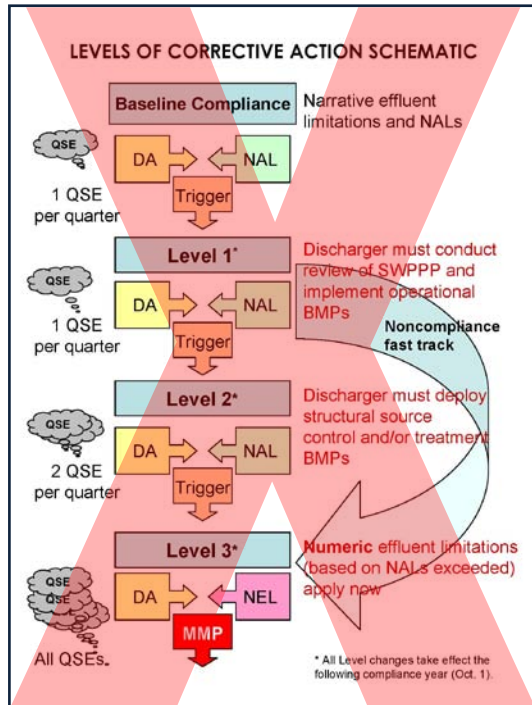 LEVELS OF CORRECTIVE ACTION SCHEMATIC
Baseline Compliance
Narrative effluent
limitations and NALs
QSE
DA
NAL
1 QSE
per quarter
Trigger
Level 1*
Discharger must conduct
review of SWPPP and
implement operational
BMPs
QSE
DA
NAL
Noncompliance
fast track
1 QSE
per quarter
Trigger
Level 2*
Discharger must deploy
structural source
control and/or treatment
BMPs
QSE
DA
NAL
2 QSE
per quarter
Trigger
Level 3*
Numeric effluent limitations
(based on NALs exceeded)
apply now
QSE
QSE
DA
NEL
MMP
All QSEs
* All Level changes take effect the
following compliance year (Oct. 1).